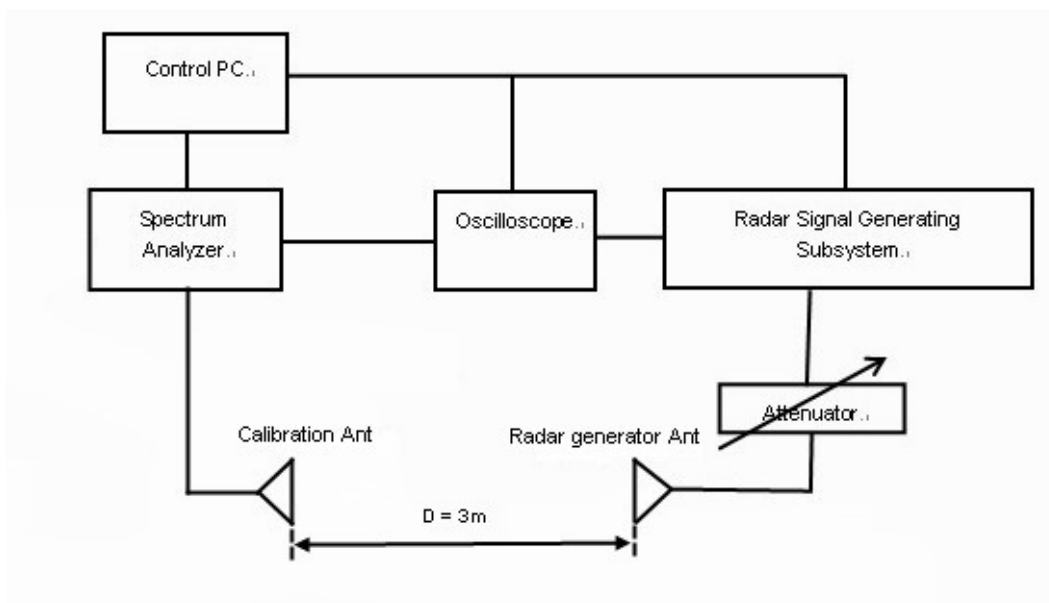 Control PC
Spectrum
Analyzer
Oscilloscope
Radar Signal Generating
Subsystem
Attenuator
Calibration Ant
Radar generator Ant
D = 3m